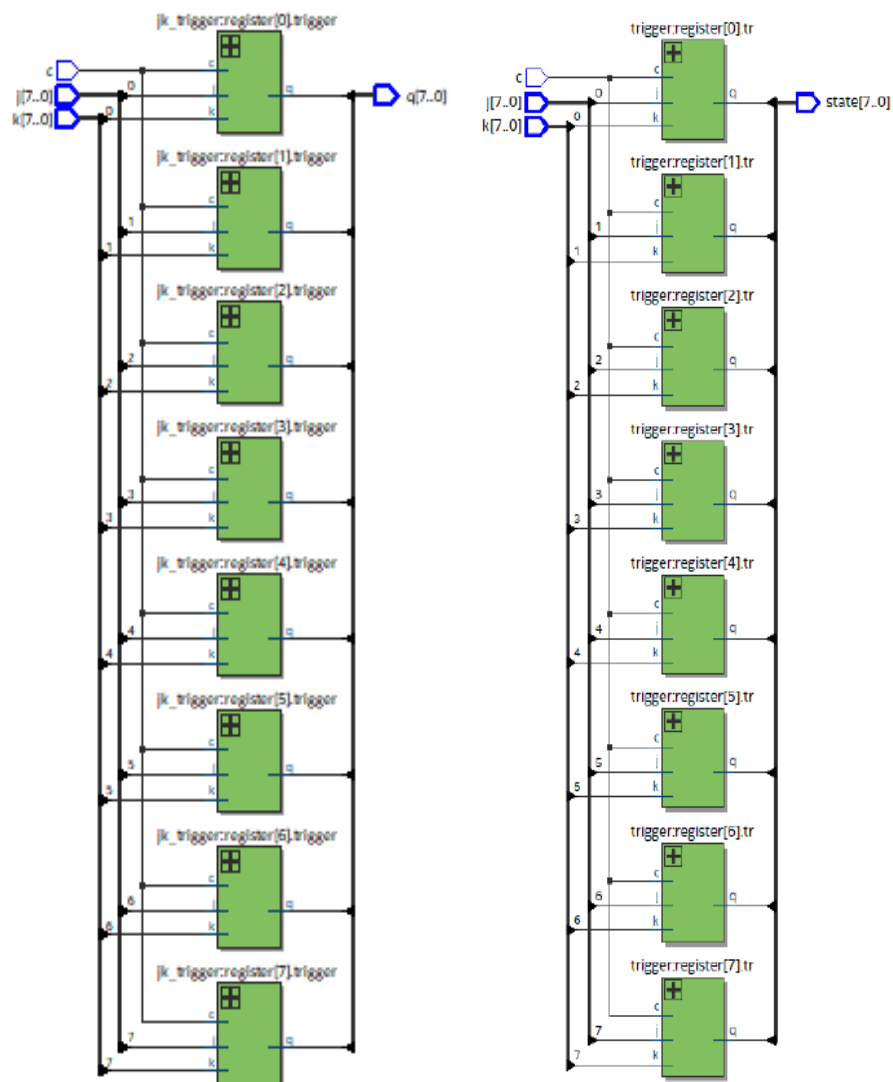 jk_trigger:register[0].trigger
c
j[7..0]
k[7..0]
0
0
c
j
k
q
q[7..0]
jk_trigger:register[1].trigger
1
1
c
j
k
q
jk_trigger:register[2].trigger
2
2
c
j
k
q
jk_trigger:register[3].trigger
3
3
c
j
k
q
jk_trigger:register[4].trigger
4
4
c
j
k
q
jk_trigger:register[5].trigger
5
5
c
j
k
q
jk_trigger:register[6].trigger
6
6
c
j
k
q
jk_trigger:register[7].trigger
7
7
c
j
k
q
trigger:register[0].tr
c
j[7..0]
k[7..0]
0
0
c
j
k
q
state[7..0]
trigger:register[1].tr
1
1
c
j
k
q
trigger:register[2].tr
2
2
c
j
k
q
trigger:register[3].tr
3
3
c
j
k
q
trigger:register[4].tr
4
4
c
j
k
q
trigger:register[5].tr
5
5
c
j
k
q
trigger:register[6].tr
6
6
c
j
k
q
trigger:register[7].tr
7
7
c
j
k
q